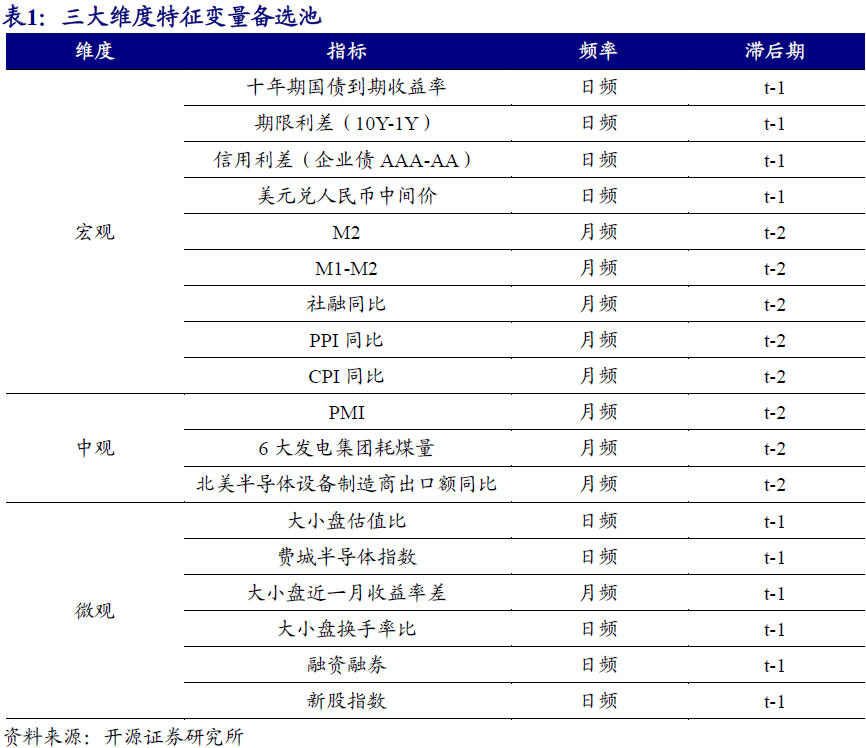 表1：三大维度特征变量备选池
维度 指标 频率 滞后期
十年期国债到期收益率 日频 t-1
期限利差（10Y-1Y） 日频 t-1
信用利差（企业债 AAA-AA） 日频 t-1
美元兑人民币中间价 日频 t-1
宏观 M2 月频 t-2
M1-M2 月频 t-2
社融同比 月频 t-2
PPI 同比 月频 t-2
CPI 同比 月频 t-2
PMI 月频 t-2
中观 6 大发电集团耗煤量 月频 t-2
北美半导体设备制造商出口额同比 月频 t-2
大小盘估值比 日频 t-1
费城半导体指数 日频 t-1
微观 大小盘近一月收益率差 月频 t-1
大小盘换手率比 日频 t-1
融资融券 日频 t-1
新股指数 日频 t-1
资料来源：开源证券研究所